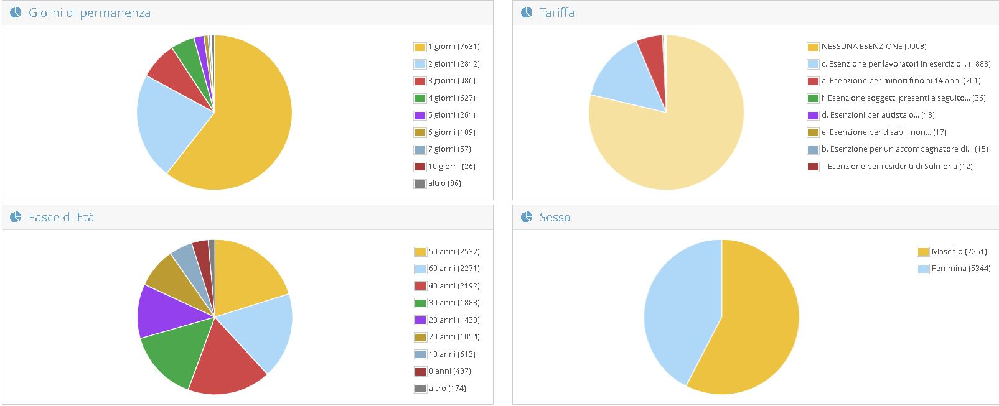 Giorni di permanenza
1 giorni (7631)
2 giorni (2812)
3 giorni (986)
4 giorni (627)
5 giorni (261)
6 giorni (109)
7 giorni (57)
10 giorni (26)
altro (86)
Tariffa
NESSUNA ESENZIONE (9908)
c. Esenzione per lavoratori in esercizio... (1888)
a. Esenzione per minori fino ai 14 anni (701)
f. Esenzione soggetti presenti a seguito... (36)
d. Esenzioni per autista o... (18)
e. Esenzione per disabili non... (17)
b. Esenzione per un accompagnatore di... (15)
-. Esenzione per residenti di Sulmona (12)
Fasce di Età
50 anni (2537)
60 anni (2271)
40 anni (2192)
30 anni (1883)
20 anni (1430)
70 anni (1054)
10 anni (613)
0 anni (437)
altro (174)
Sesso
Maschio (7251)
Femmina (5344)